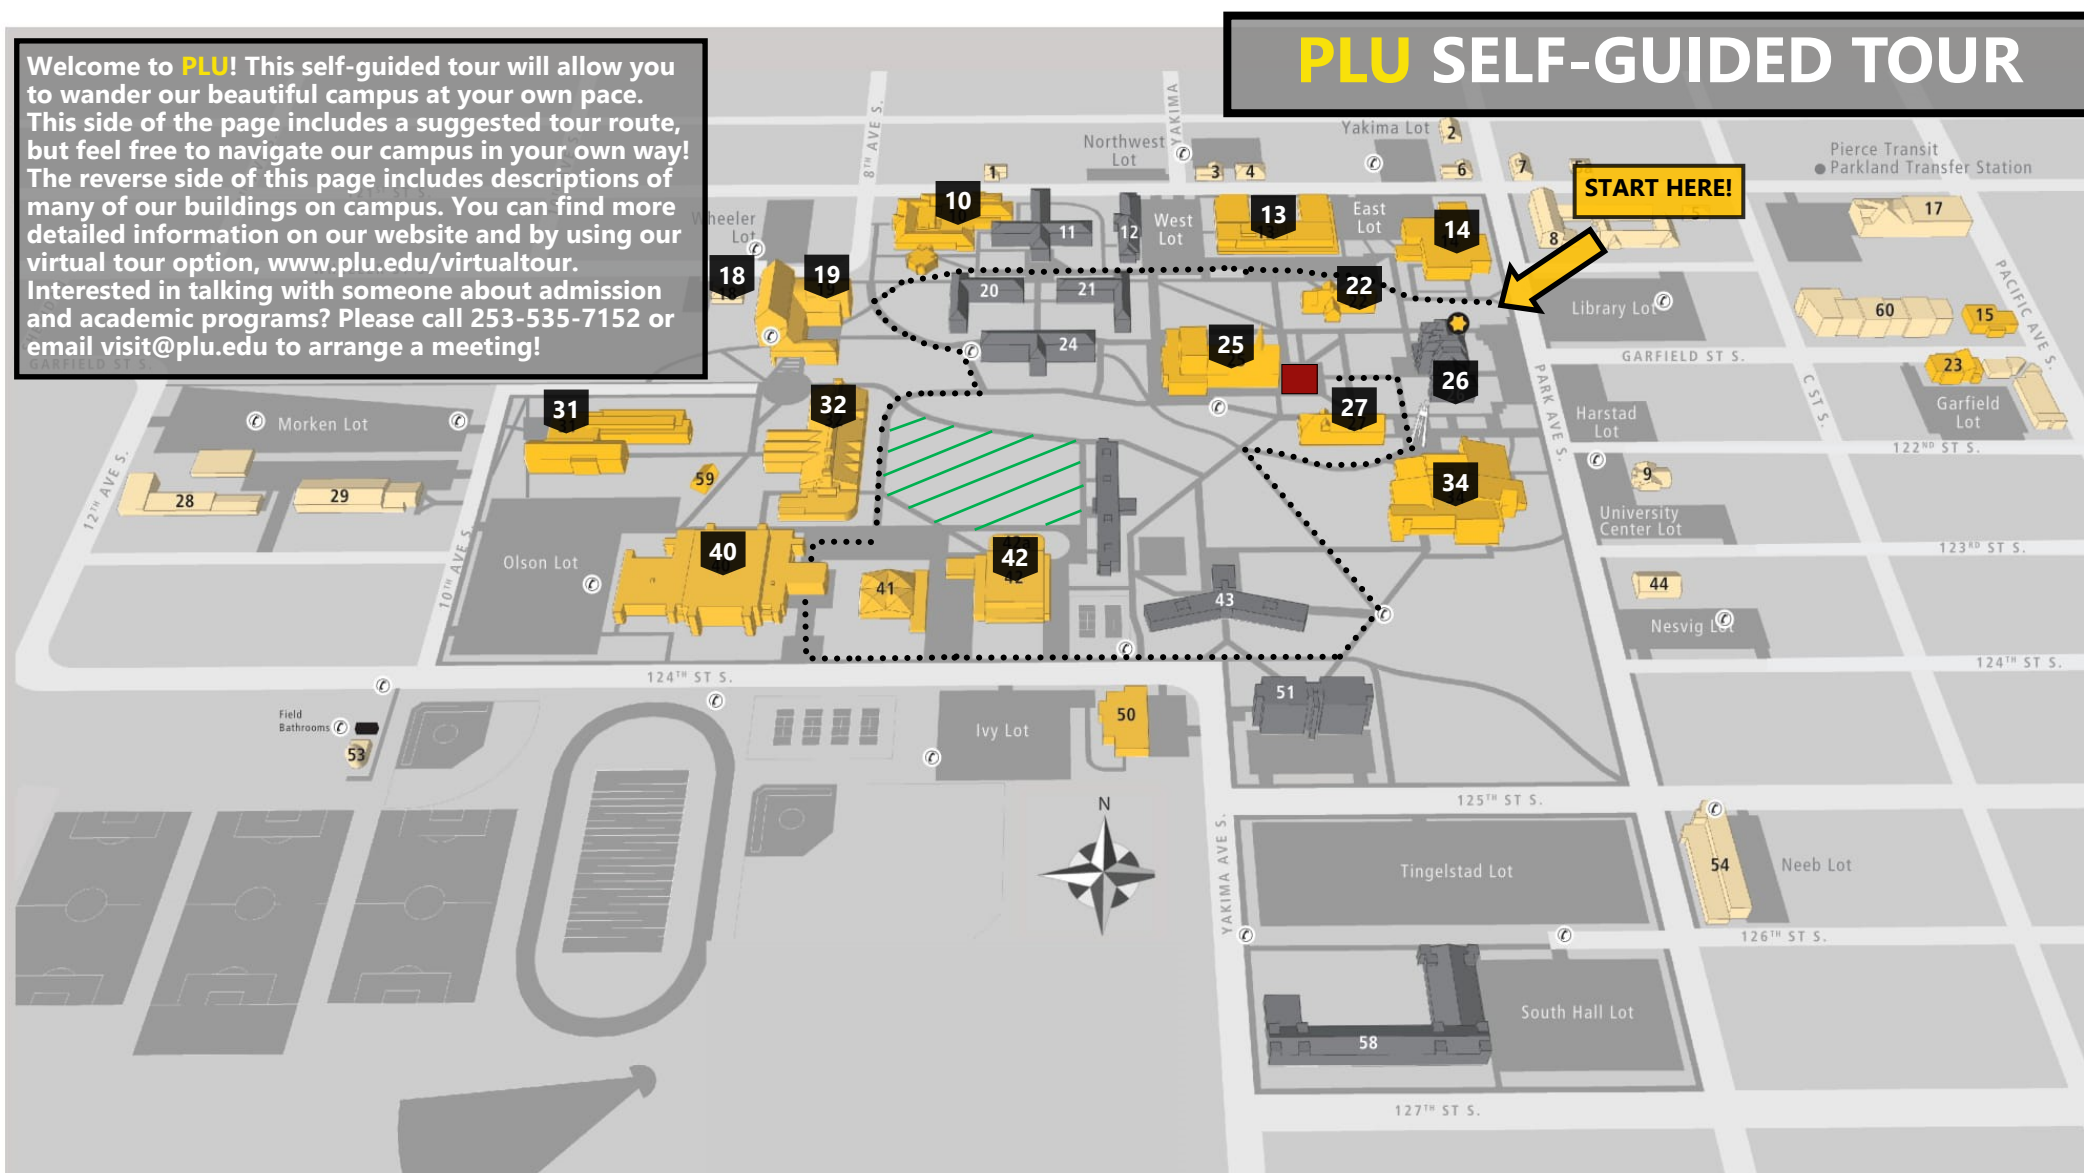 PLU SELF-GUIDED TOUR
Welcome to PLU! This self-guided tour will allow you
to wander our beautiful campus at your own pace.
This side of the page includes a suggested tour route,
but feel free to navigate our campus in your own way!
The reverse side of this page includes descriptions of
many of our buildings on campus. You can find more
detailed information on our website and by using our
virtual tour option, www.plu.edu/virtualtour.
Interested in talking with someone about admission
and academic programs? Please call 253-535-7152 or
email visit@plu.edu to arrange a meeting!
START HERE!
8TH AVE S.
YAKIMA
Northwest
Lot
Yakima Lot
2
Pierce Transit
Parkland Transfer Station
1
3
4
6
7
Wheeler
Lot
10
11
12
West
Lot
13
East
Lot
14
8
17
PACIFIC AVE S.
18
19
20
21
22
Library Lot
60
15
24
25
26
GARFIELD ST S.
GARFIELD ST S.
23
PARK AVE S.
C ST S.
Garfield
Lot
Morken Lot
31
32
27
Harstad
Lot
122ND ST S.
12TH AVE S.
28
29
59
34
9
University
Center Lot
10TH AVE S.
Olson Lot
40
41
42
43
123RD ST S.
44
Nesvig Lot
124TH ST S.
124TH ST S.
Field
Bathrooms
53
Ivy Lot
50
51
N
125TH ST S.
YAKIMA AVE S.
Tingelstad Lot
54
Neeb Lot
126TH ST S.
58
South Hall Lot
127TH ST S.